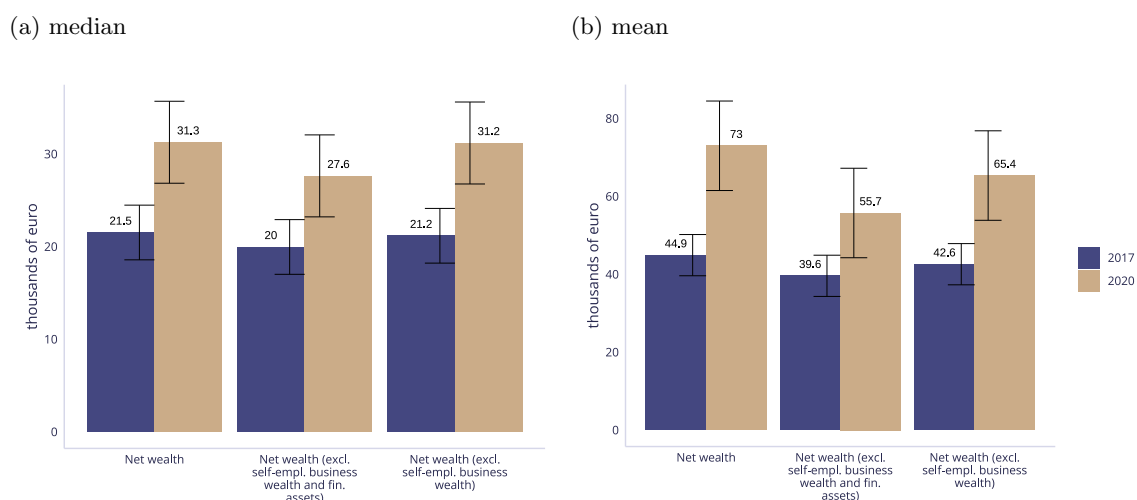 (a) median
30
20
10
0
thousands of euro
31.3
21.5
27.6
20
31.2
21.2
Net wealth
Net wealth (excl.
self-empl. business
wealth and fin.
assets)
Net wealth (excl.
self-empl. business
wealth)
(b) mean
80
60
40
20
0
thousands of euro
73
44.9
55.7
39.6
65.4
42.6
Net wealth
Net wealth (excl.
self-empl. business
wealth and fin.
assets)
Net wealth (excl.
self-empl. business
wealth)
2017
2020